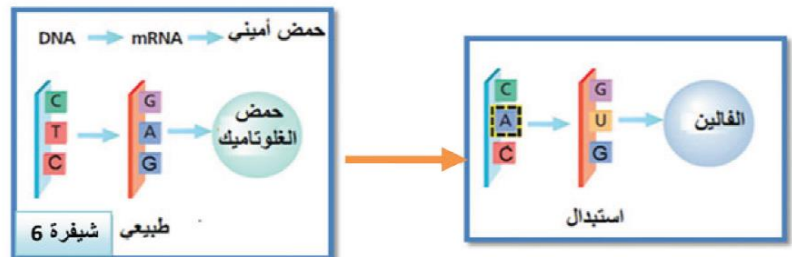 DNA → mRNA → حمض أميني
C
T
C
G
A
G
حمض
الغلوتاميك
طبيعي
شيفرة 6
C
A
C
G
U
G
الفالين
استبدال